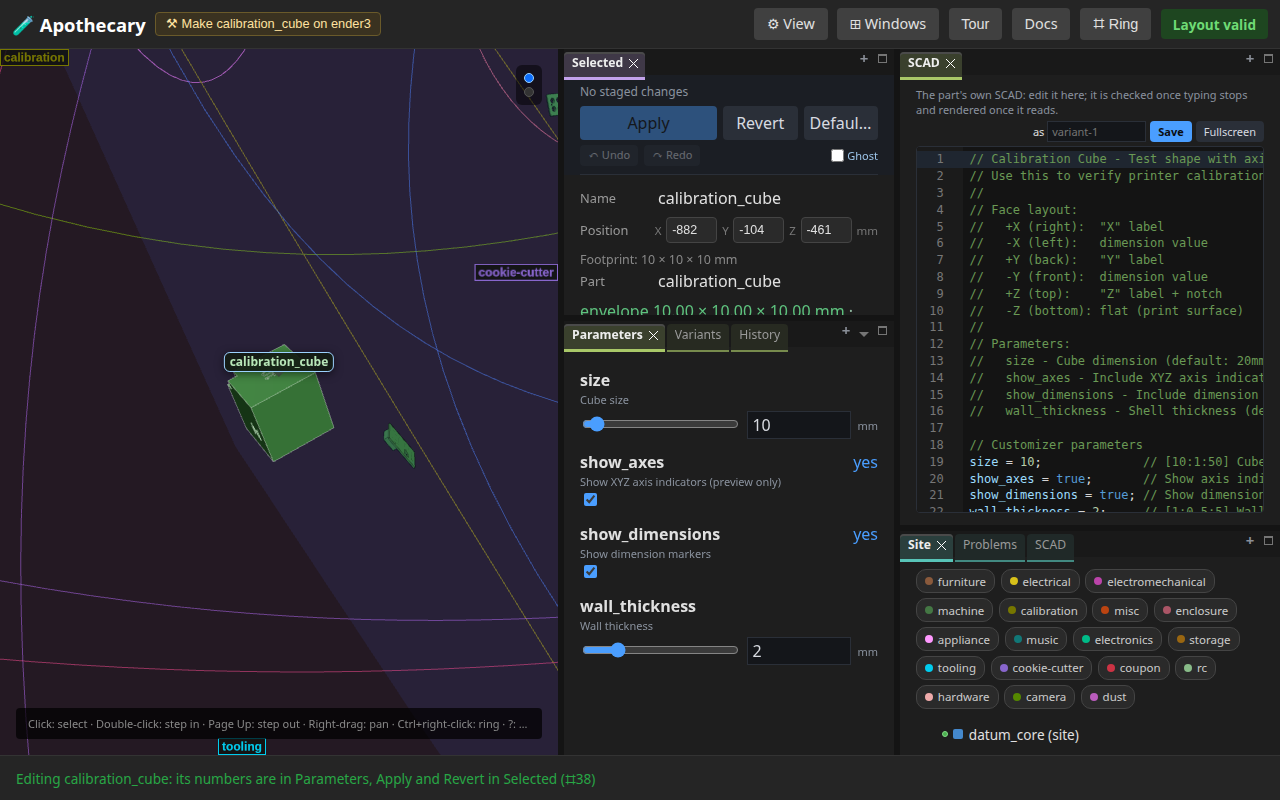 Apothecary
⚒ Make calibration_cube on ender3
⚙ View
⊞ Windows
Tour
Docs
⌗ Ring
Layout valid
calibration
cookie-cutter
calibration_cube
tooling
Click: select · Double-click: step in · Page Up: step out · Right-drag: pan · Ctrl+right-click: ring · ?: ...
Selected
No staged changes
Apply
Revert
Defaul...
↶ Undo
↷ Redo
Ghost
Name calibration_cube
Position X -882 Y -104 Z -461 mm
Footprint: 10 × 10 × 10 mm
Part calibration_cube
envelope 10.00 × 10.00 × 10.00 mm ·
Parameters
Variants
History
size
Cube size
10 mm
show_axes yes
Show XYZ axis indicators (preview only)
show_dimensions yes
Show dimension markers
wall_thickness
Wall thickness
2 mm
SCAD
The part's own SCAD: edit it here; it is checked once typing stops
and rendered once it reads.
as variant-1 Save Fullscreen
1 // Calibration Cube - Test shape with axi
2 // Use this to verify printer calibration
3 //
4 // Face layout:
5 //   +X (right):  "X" label
6 //   -X (left):   dimension value
7 //   +Y (back):   "Y" label
8 //   -Y (front):  dimension value
9 //   +Z (top):    "Z" label + notch
10 //   -Z (bottom): flat (print surface)
11 //
12 // Parameters:
13 //   size - Cube dimension (default: 20mm
14 //   show_axes - Include XYZ axis indicat
15 //   show_dimensions - Include dimension
16 //   wall_thickness - Shell thickness (de
17
18 // Customizer parameters
19 size = 10; // [10:1:50] Cube
20 show_axes = true; // Show axis indi
21 show_dimensions = true; // Show dimension
22 wall_thickness = 2; // [1:0.5:5] Wall
Site
Problems
SCAD
furniture
electrical
electromechanical
machine
calibration
misc
enclosure
appliance
music
electronics
storage
tooling
cookie-cutter
coupon
rc
hardware
camera
dust
datum_core (site)
Editing calibration_cube: its numbers are in Parameters, Apply and Revert in Selected (⌗38)